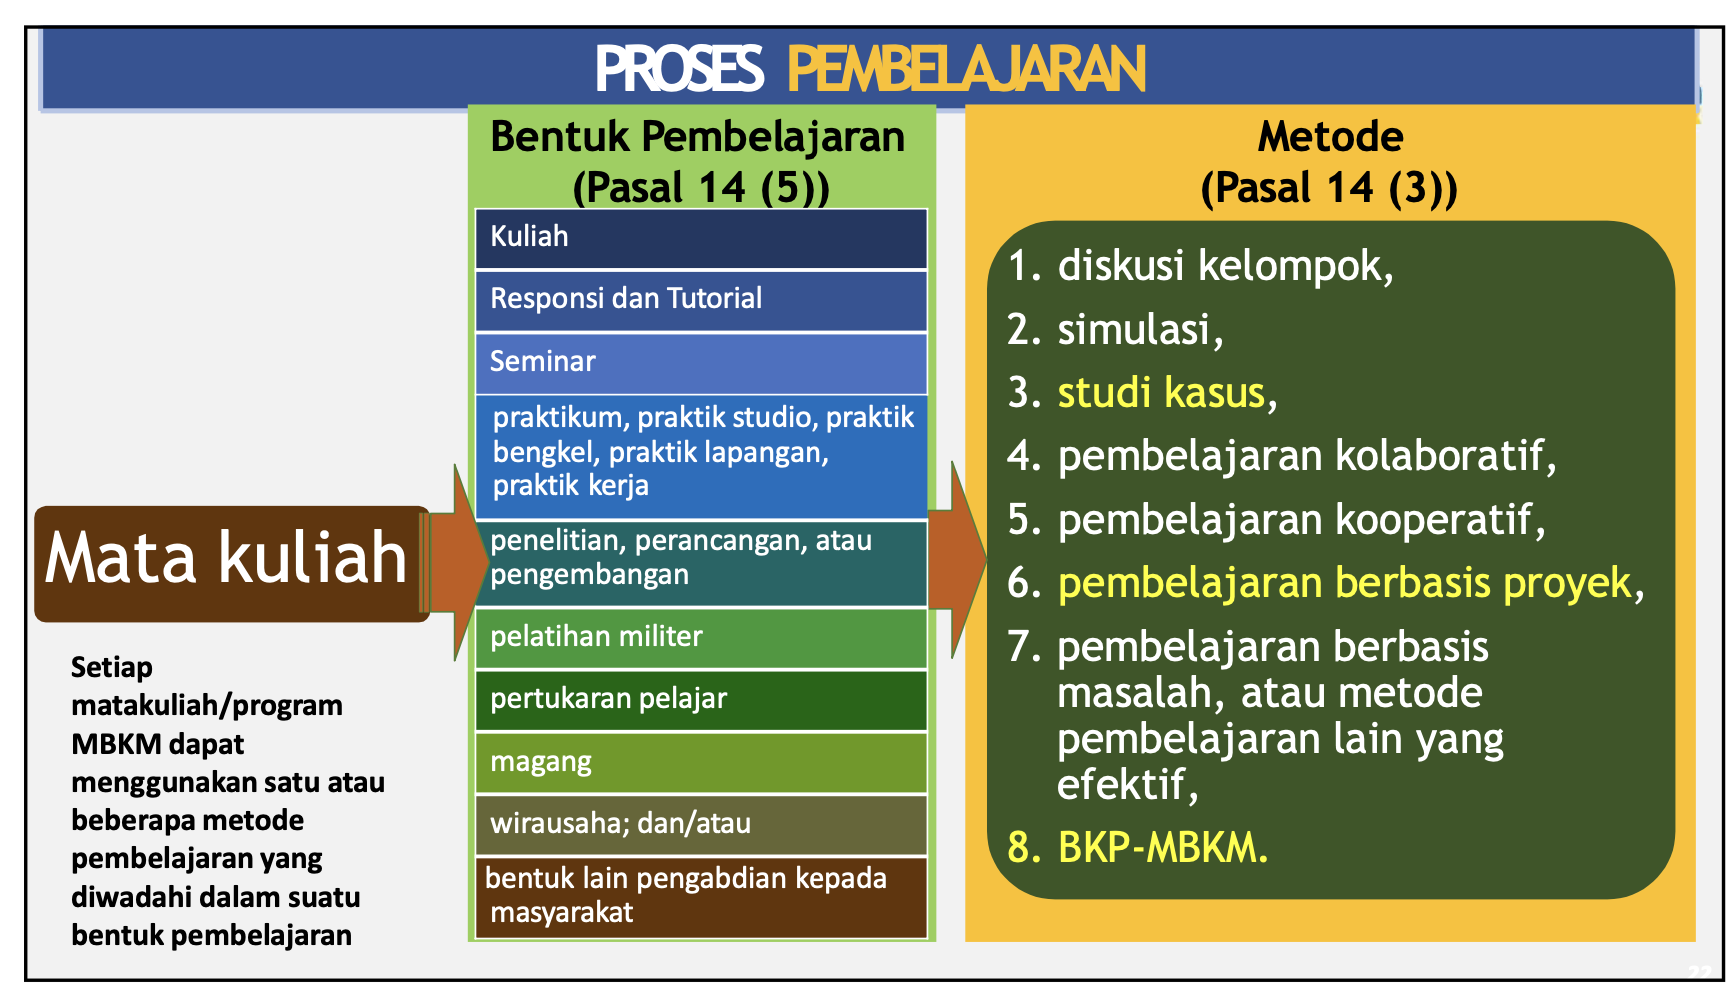 PROSES PEMBELAJARAN
Mata kuliah
Setiap
matakuliah/program
MBKM dapat
menggunakan satu atau
beberapa metode
pembelajaran yang
diwadahi dalam suatu
bentuk pembelajaran
Bentuk Pembelajaran
(Pasal 14 (5))
Kuliah
Responsi dan Tutorial
Seminar
praktikum, praktik studio, praktik
bengkel, praktik lapangan,
praktik kerja
penelitian, perancangan, atau
pengembangan
pelatihan militer
pertukaran pelajar
magang
wirausaha; dan/atau
bentuk lain pengabdian kepada
masyarakat
Metode
(Pasal 14 (3))
1. diskusi kelompok,
2. simulasi,
3. studi kasus,
4. pembelajaran kolaboratif,
5. pembelajaran kooperatif,
6. pembelajaran berbasis proyek,
7. pembelajaran berbasis
masalah, atau metode
pembelajaran lain yang
efektif,
8. BKP-MBKM.
22